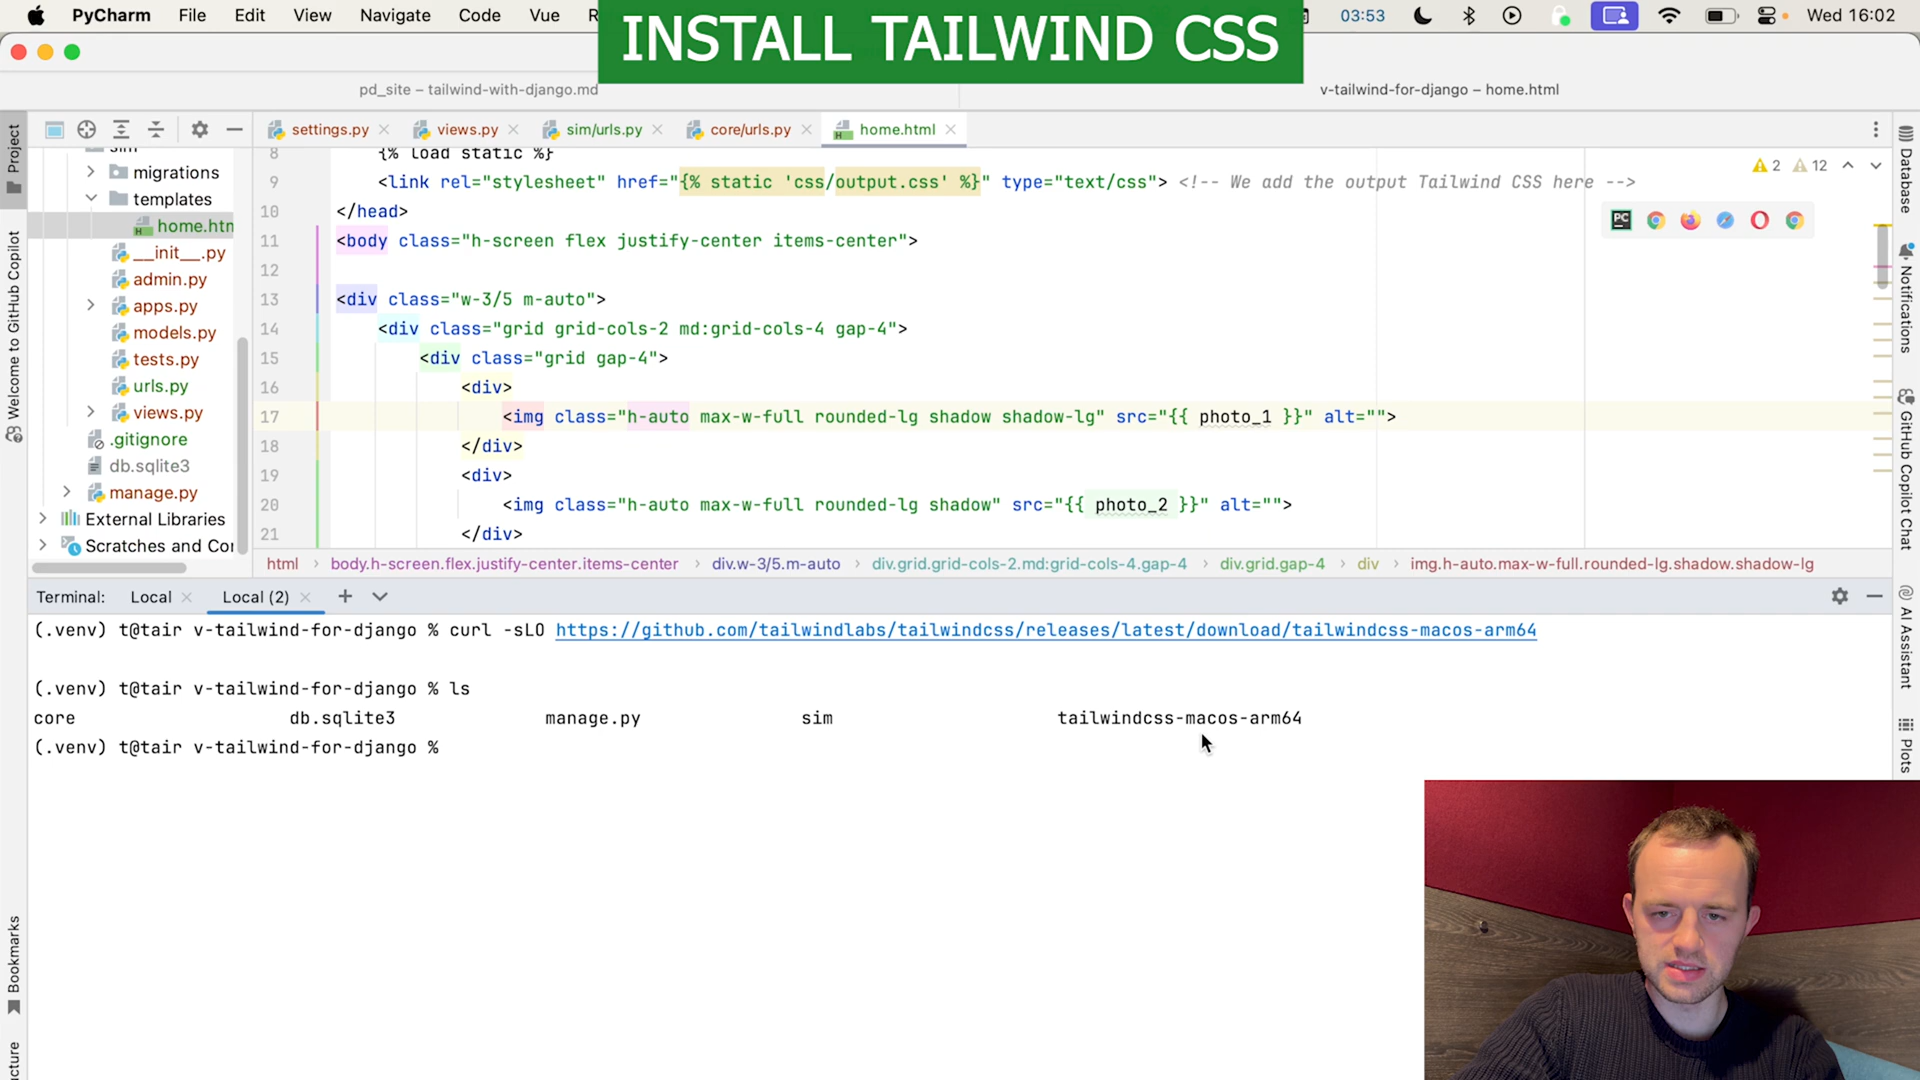 PyCharm File Edit View Navigate Code Vue R 03:53 Wed 16:02
INSTALL TAILWIND CSS
pd_site – tailwind-with-django.md v-tailwind-for-django – home.html
Project
settings.py views.py sim/urls.py core/urls.py home.html
sim
migrations
templates
home.htm
__init__.py
admin.py
apps.py
models.py
tests.py
urls.py
views.py
.gitignore
db.sqlite3
manage.py
External Libraries
Scratches and Cor
8 {% load static %}
9 <link rel="stylesheet" href="{% static 'css/output.css' %}" type="text/css"> <!-- We add the output Tailwind CSS here -->
10 </head>
11 <body class="h-screen flex justify-center items-center">
12
13 <div class="w-3/5 m-auto">
14 <div class="grid grid-cols-2 md:grid-cols-4 gap-4">
15 <div class="grid gap-4">
16 <div>
17 <img class="h-auto max-w-full rounded-lg shadow shadow-lg" src="{{ photo_1 }}" alt="">
18 </div>
19 <div>
20 <img class="h-auto max-w-full rounded-lg shadow" src="{{ photo_2 }}" alt="">
21 </div>
2 12
PC
html body.h-screen.flex.justify-center.items-center div.w-3/5.m-auto div.grid.grid-cols-2.md:grid-cols-4.gap-4 div.grid.gap-4 div img.h-auto.max-w-full.rounded-lg.shadow.shadow-lg
Terminal: Local Local (2)
(.venv) t@tair v-tailwind-for-django % curl -sLO https://github.com/tailwindlabs/tailwindcss/releases/latest/download/tailwindcss-macos-arm64
(.venv) t@tair v-tailwind-for-django % ls
core db.sqlite3 manage.py sim tailwindcss-macos-arm64
(.venv) t@tair v-tailwind-for-django %
Welcome to GitHub Copilot
Bookmarks
cture
Database
Notifications
GitHub Copilot Chat
AI Assistant
Plots